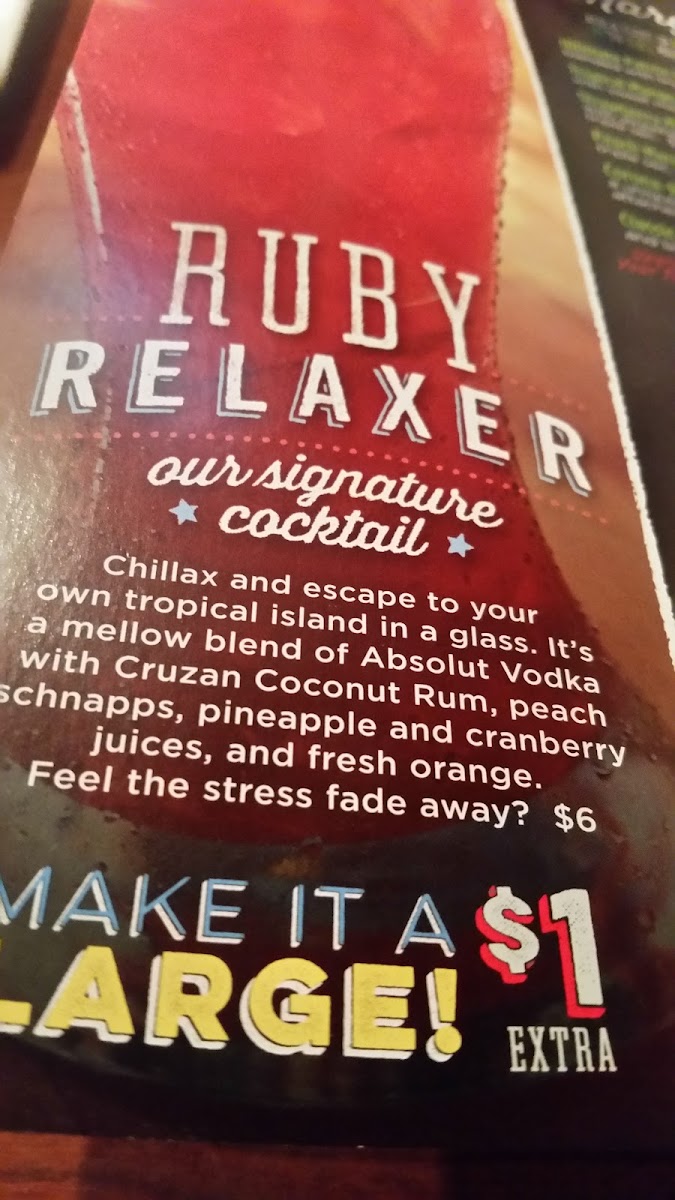 RUBY
RELAXER
our signature
cocktail
Chillax and escape to your
own tropical island in a glass. It's
a mellow blend of Absolut Vodka
with Cruzan Coconut Rum, peach
schnapps, pineapple and cranberry
juices, and fresh orange.
Feel the stress fade away? $6
MAKE IT A
LARGE!
$1
EXTRA